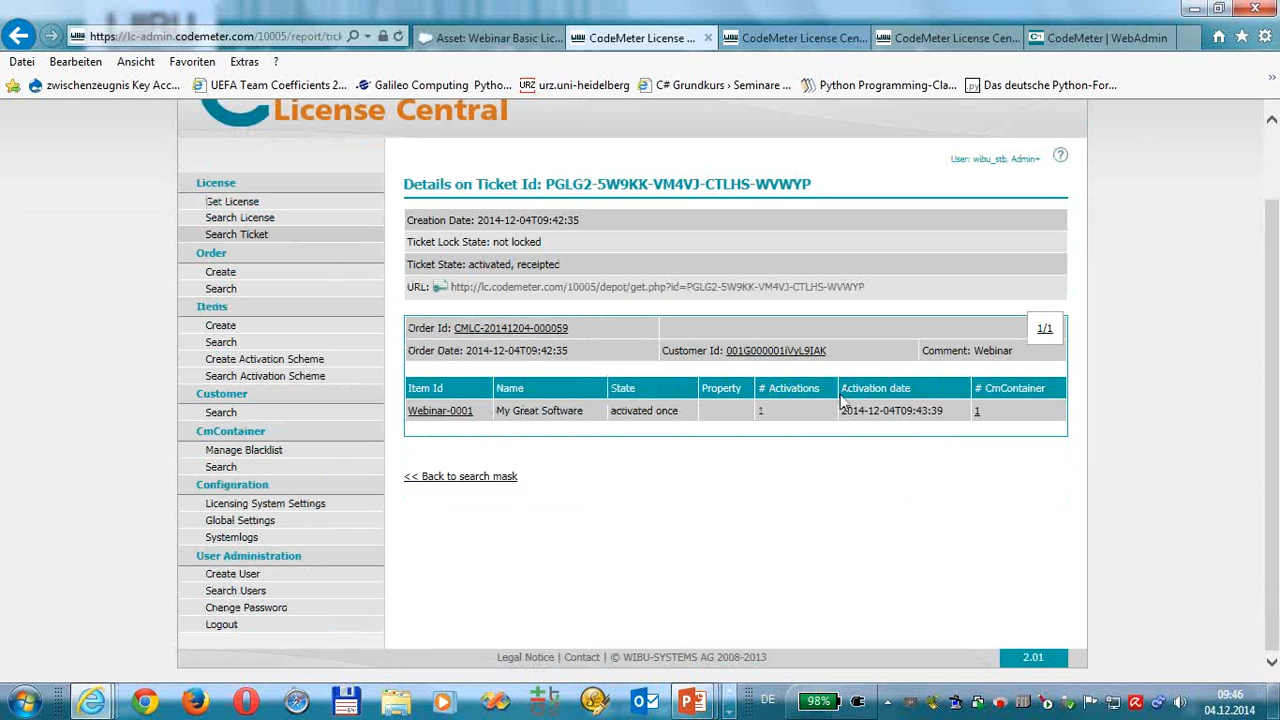 https://lc-admin.codemeter.com/10005/report/tick
Asset: Webinar Basic Lic...
CodeMeter License ...
CodeMeter License Cen...
CodeMeter License Cen...
CodeMeter | WebAdmin
Datei Bearbeiten Ansicht Favoriten Extras ?
zwischenzeugnis Key Acc...
UEFA Team Coefficients 2...
Galileo Computing Pytho...
URZ urz.uni-heidelberg
C# Grundkurs › Seminare ...
Python Programming-Cla...
.py Das deutsche Python-For...
License Central
User: wibu_stb, Admin
License
Get License
Search License
Search Ticket
Order
Create
Search
Items
Create
Search
Create Activation Scheme
Search Activation Scheme
Customer
Search
CmContainer
Manage Blacklist
Search
Configuration
Licensing System Settings
Global Settings
Systemlogs
User Administration
Create User
Search Users
Change Password
Logout
Details on Ticket Id: PGLG2-5W9KK-VM4VJ-CTLHS-WVWYP
Creation Date: 2014-12-04T09:42:35
Ticket Lock State: not locked
Ticket State: activated, receipted
URL: http://lc.codemeter.com/10005/depot/get.php?id=PGLG2-5W9KK-VM4VJ-CTLHS-WVWYP
Order Id: CMLC-20141204-000059 1/1
Order Date: 2014-12-04T09:42:35 Customer Id: 001G000001iVyL9IAK Comment: Webinar
Item Id Name State Property # Activations Activation date # CmContainer
Webinar-0001 My Great Software activated once 1 2014-12-04T09:43:39 1
<< Back to search mask
Legal Notice | Contact | © WIBU-SYSTEMS AG 2008-2013 2.01
DE 98% 09:46
04.12.2014